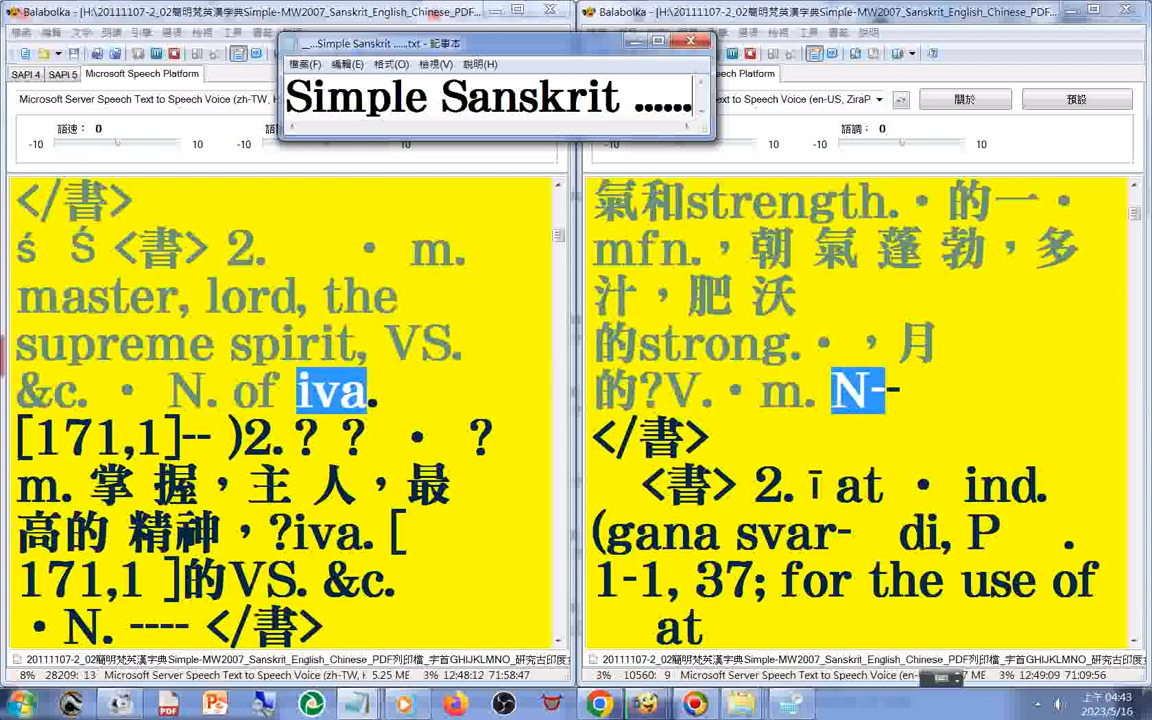 Balabolka - [H:\20111107-2_02簡明梵英漢字典Simple-MW2007_Sanskrit_English_Chinese_PDF...
Balabolka - [H:\20111107-2_02簡明梵英漢字典Simple-MW2007_Sanskrit_English_Chinese_PDF...
__...Simple Sanskrit ......txt - 記事本
檔案(F) 編輯(E) 格式(O) 檢視(V) 說明(H)
Simple Sanskrit ......
SAPI 4 SAPI 5 Microsoft Speech Platform
eech Platform
Microsoft Server Speech Text to Speech Voice (zh-TW, H
ext to Speech Voice (en-US, ZiraP
關於 預設
語速： 0
-10 10 -10 10
語調： 0
-10 10
</書>
ś Ś <書> 2. • m.
master, lord, the
supreme spirit, VS.
&c. • N. of iva.
[171,1]-- )2. ? ? • ?
m. 掌 握，主 人，最
高的 精神，?iva. [
171,1 ]的VS. &c.
• N. ---- </書>
氣和strength. • 的一 •
mfn.，朝 氣 蓬 勃，多
汁，肥 沃
的strong. •，月
的?V. • m. N--
</書>
<書> 2. ī at • ind.
(gana svar- di, P .
1-1, 37; for the use of
at
20111107-2_02簡明梵英漢字典Simple-MW2007_Sanskrit_English_Chinese_PDF列印檔_字首GHIJKLMNO_研究古印度
20111107-2_02簡明梵英漢字典Simple-MW2007_Sanskrit_English_Chinese_PDF列印檔_字首GHIJKLMNO_研究古印度
8% 28209: 13 Microsoft Server Speech Text to Speech Voice (zh-TW, H 5.25 ME 3% 12:48:12 71:58:47
3% 10560: 9 Microsoft Server Speech Text to Speech V ME 3% 12:49:09 71:09:56
上午 04:43
2023/5/16